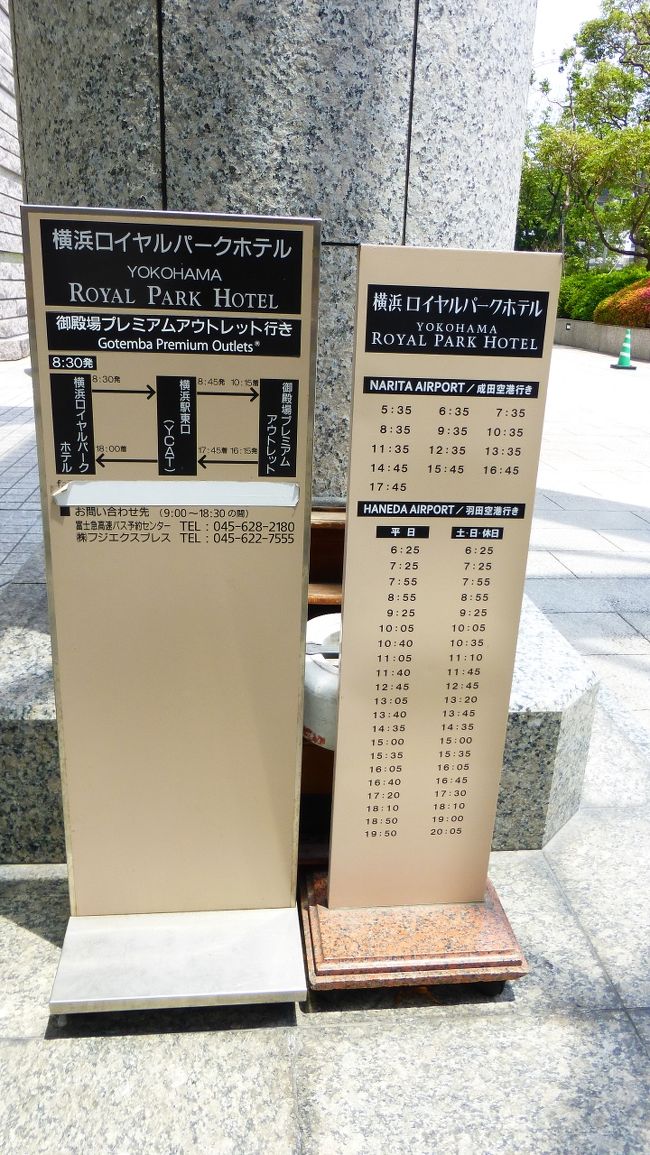 横浜ロイヤルパークホテル
YOKOHAMA
ROYAL PARK HOTEL
御殿場プレミアムアウトレット行き
Gotemba Premium Outlets®
8:30発
横浜ロイヤルパークホテル
8:30発
18:00着
横浜駅東口(YCAT)
8:45発 10:15着
17:45着 16:15発
御殿場プレミアムアウトレット
■ お問い合わせ先 (9:00~18:30の間)
富士急高速バス予約センター TEL:045-628-2180
㈱フジエクスプレス TEL:045-622-7555
横浜ロイヤルパークホテル
YOKOHAMA
ROYAL PARK HOTEL
NARITA AIRPORT/成田空港行き
5:35 6:35 7:35
8:35 9:35 10:35
11:35 12:35 13:35
14:45 15:45 16:45
17:45
HANEDA AIRPORT/羽田空港行き
平日 土・日・休日
6:25 6:25
7:25 7:25
7:55 7:55
8:55 8:55
9:25 9:25
10:05 10:05
10:40 10:35
11:05 11:10
11:40 11:45
12:45 12:45
13:05 13:20
13:40 13:45
14:35 14:35
15:00 15:00
15:35 15:35
16:05 16:05
16:40 16:45
17:20 17:30
18:10 18:10
18:50 19:00
19:50 20:05